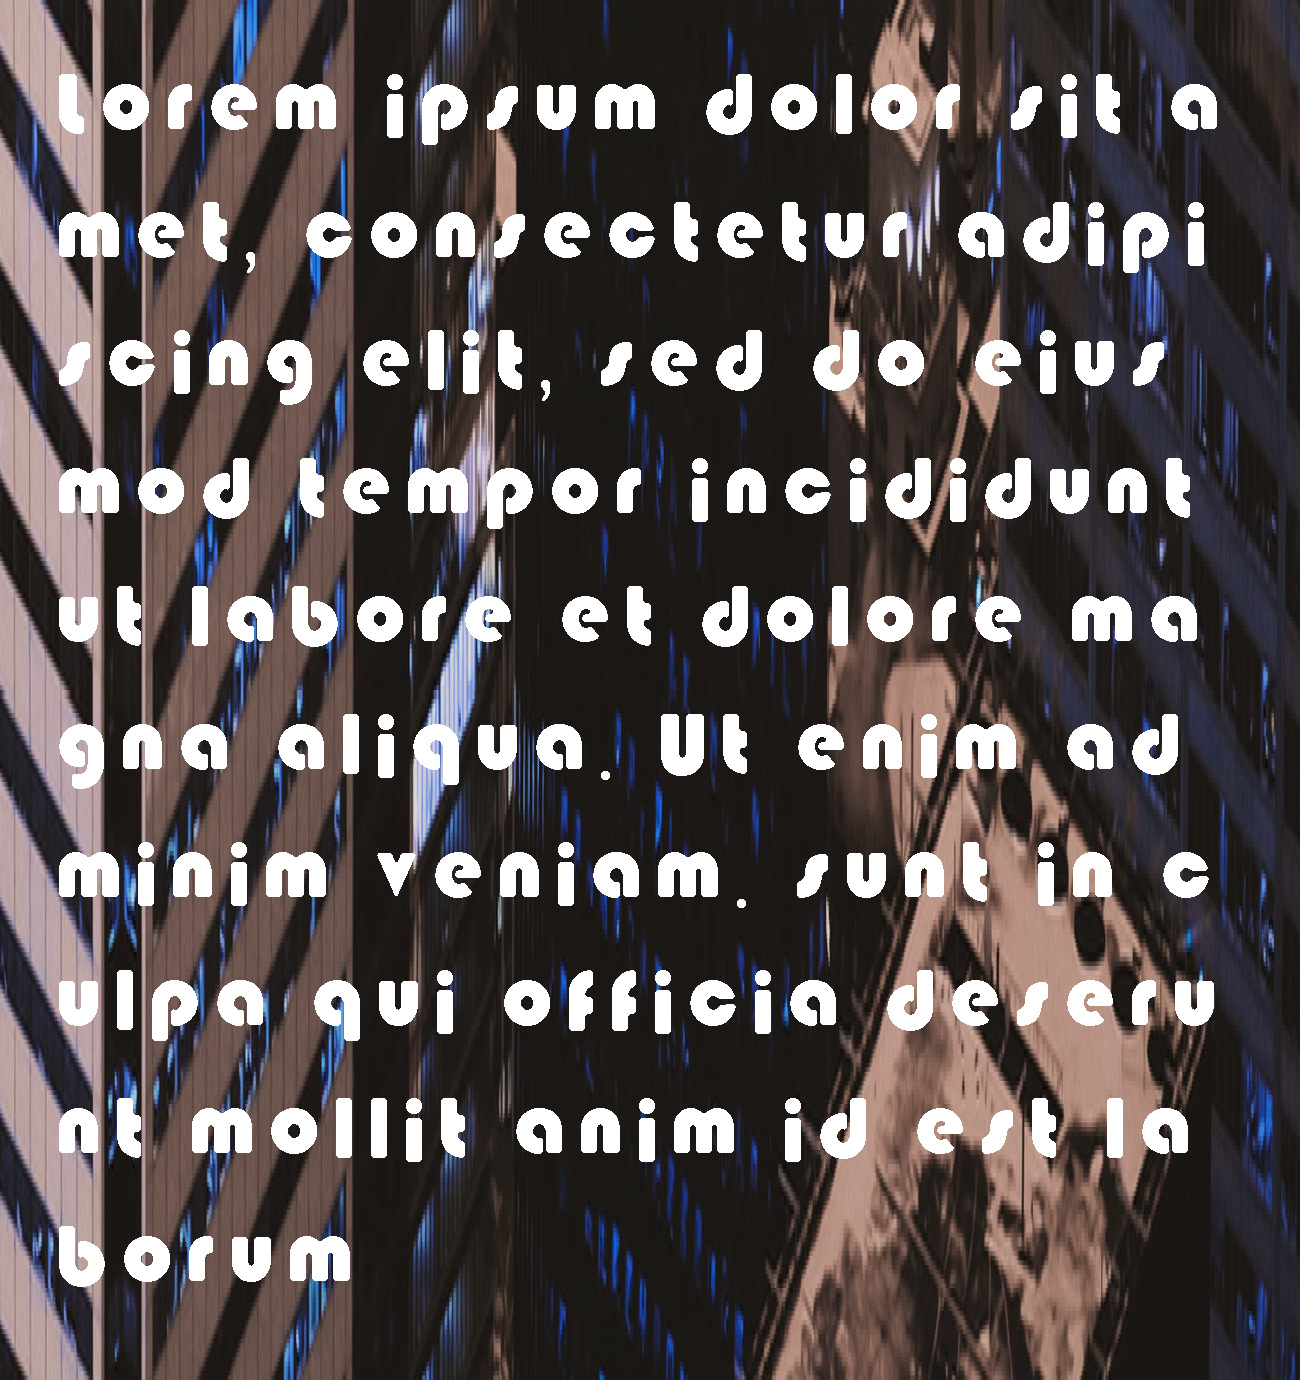 Lorem ipsum dolor sit a
met, consectetur adipi
scing elit, sed do eius
mod tempor incididunt
ut labore et dolore ma
gna aliqua. Ut enim ad
minim veniam. sunt in c
ulpa qui officia deseru
nt mollit anim id est la
borum